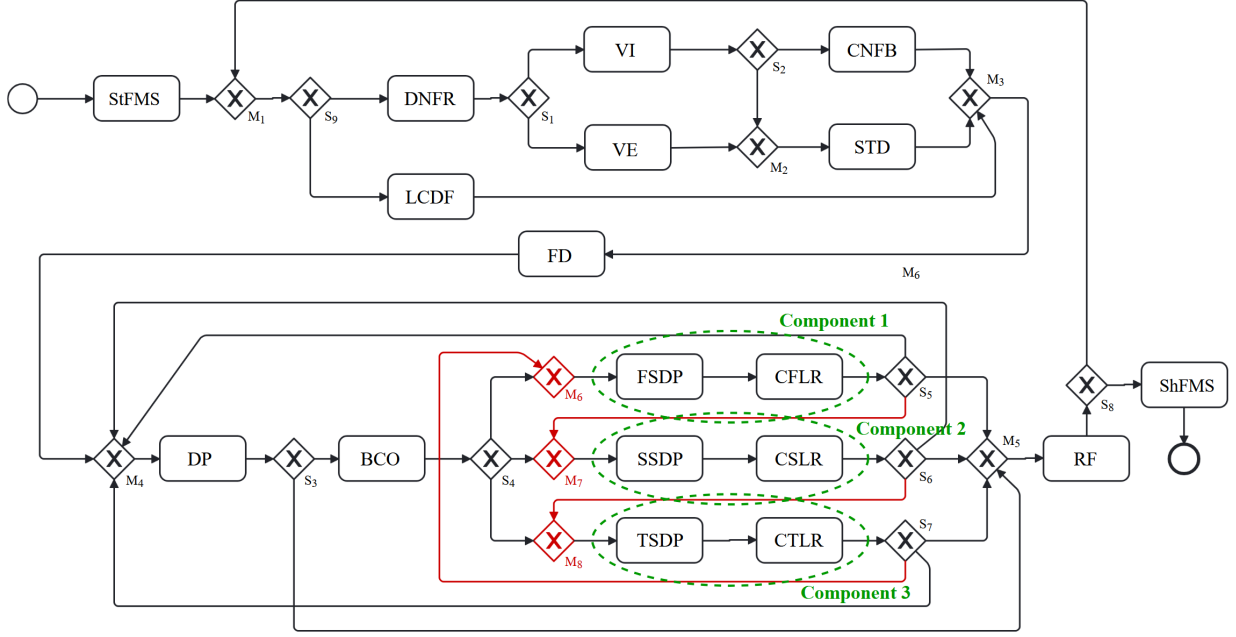 VI
CNFB
S2
M3
StFMS
M1
S9
DNFR
S1
VE
M2
STD
LCDF
FD
M6
Component 1
FSDP
CFLR
M6
S5
S8
ShFMS
Component 2
M4
DP
S3
BCO
S4
M7
SSDP
CSLR
S6
M5
RF
M8
TSDP
CTLR
S7
Component 3